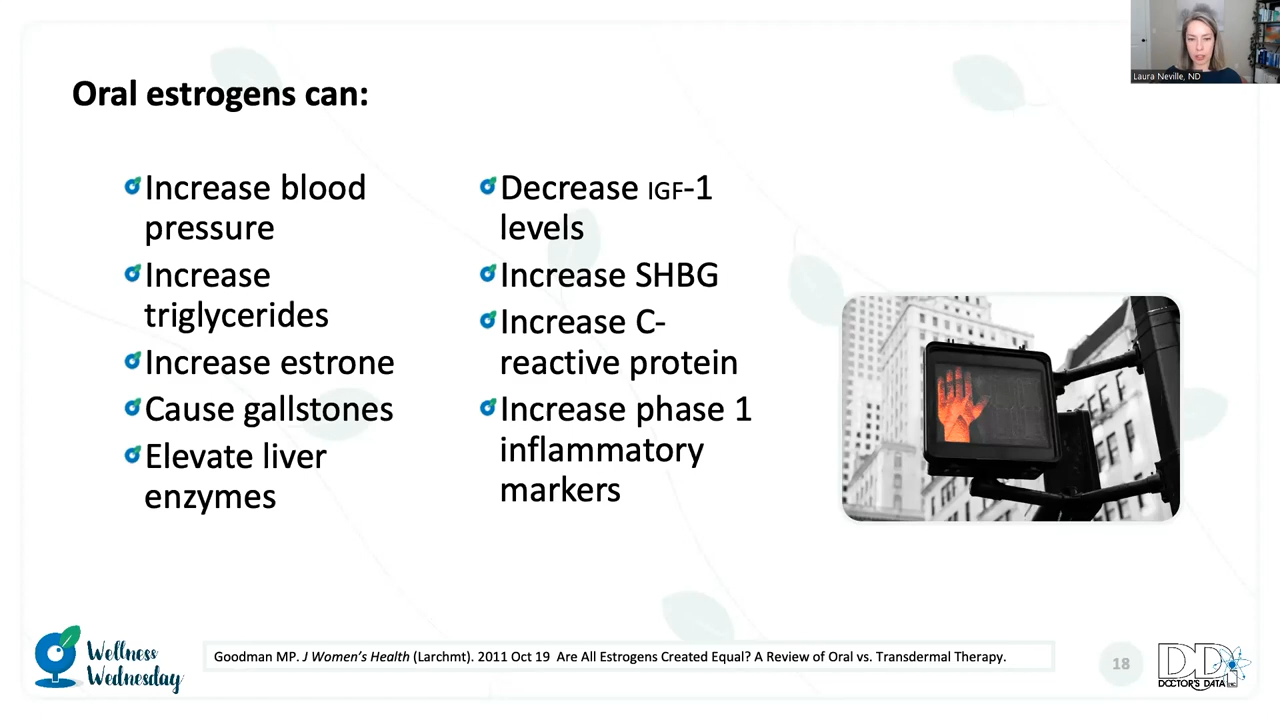 Laura Neville, ND
Oral estrogens can:
Increase blood
pressure
Increase
triglycerides
Increase estrone
Cause gallstones
Elevate liver
enzymes
Decrease IGF-1
levels
Increase SHBG
Increase C-
reactive protein
Increase phase 1
inflammatory
markers
Wellness
Wednesday
Goodman MP. J Women's Health (Larchmt). 2011 Oct 19 Are All Estrogens Created Equal? A Review of Oral vs. Transdermal Therapy.
18
DDI
DOCTOR'S DATA INC.